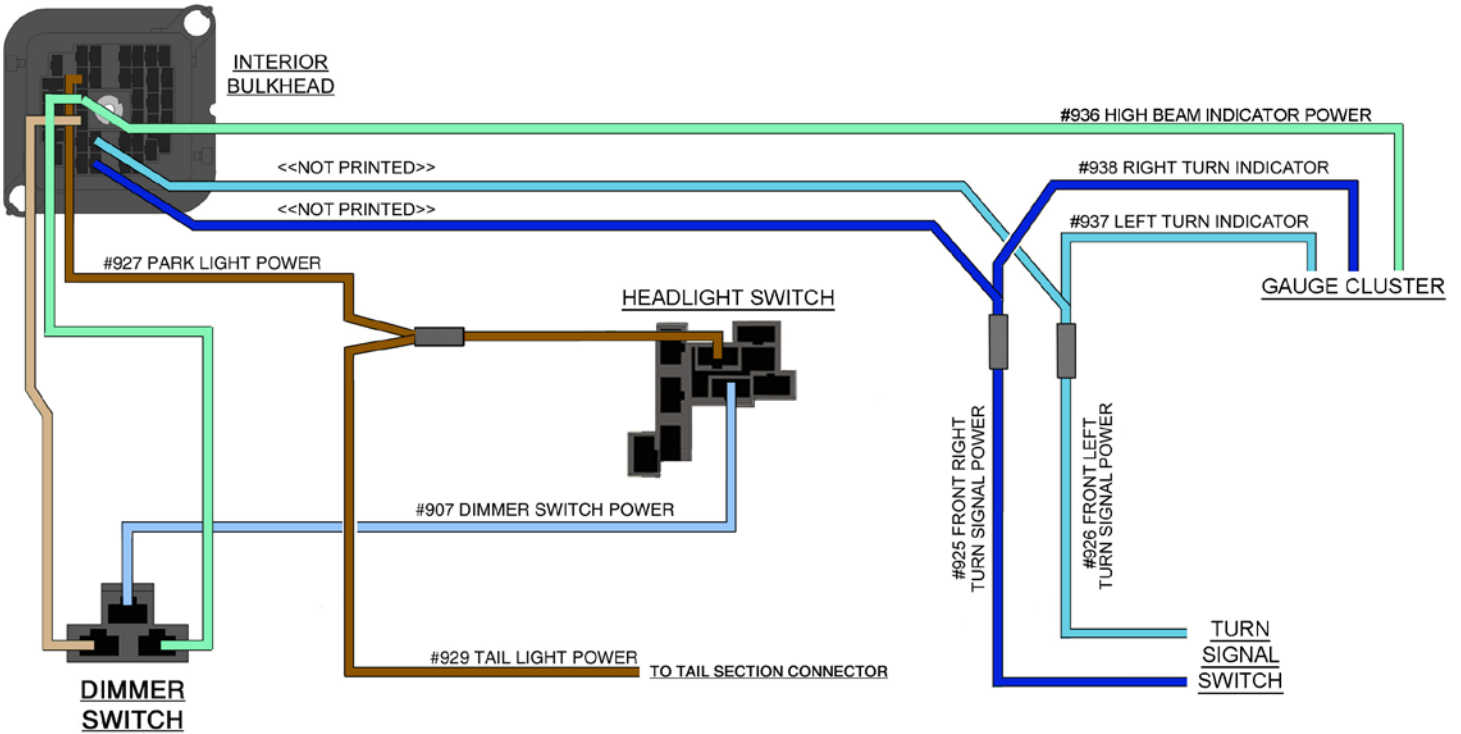 INTERIOR
BULKHEAD
#936 HIGH BEAM INDICATOR POWER
<<NOT PRINTED>>
#938 RIGHT TURN INDICATOR
<<NOT PRINTED>>
#937 LEFT TURN INDICATOR
#927 PARK LIGHT POWER
GAUGE CLUSTER
HEADLIGHT SWITCH
#925 FRONT RIGHT
TURN SIGNAL POWER
#926 FRONT LEFT
TURN SIGNAL POWER
#907 DIMMER SWITCH POWER
TURN
SIGNAL
SWITCH
#929 TAIL LIGHT POWER
TO TAIL SECTION CONNECTOR
DIMMER
SWITCH